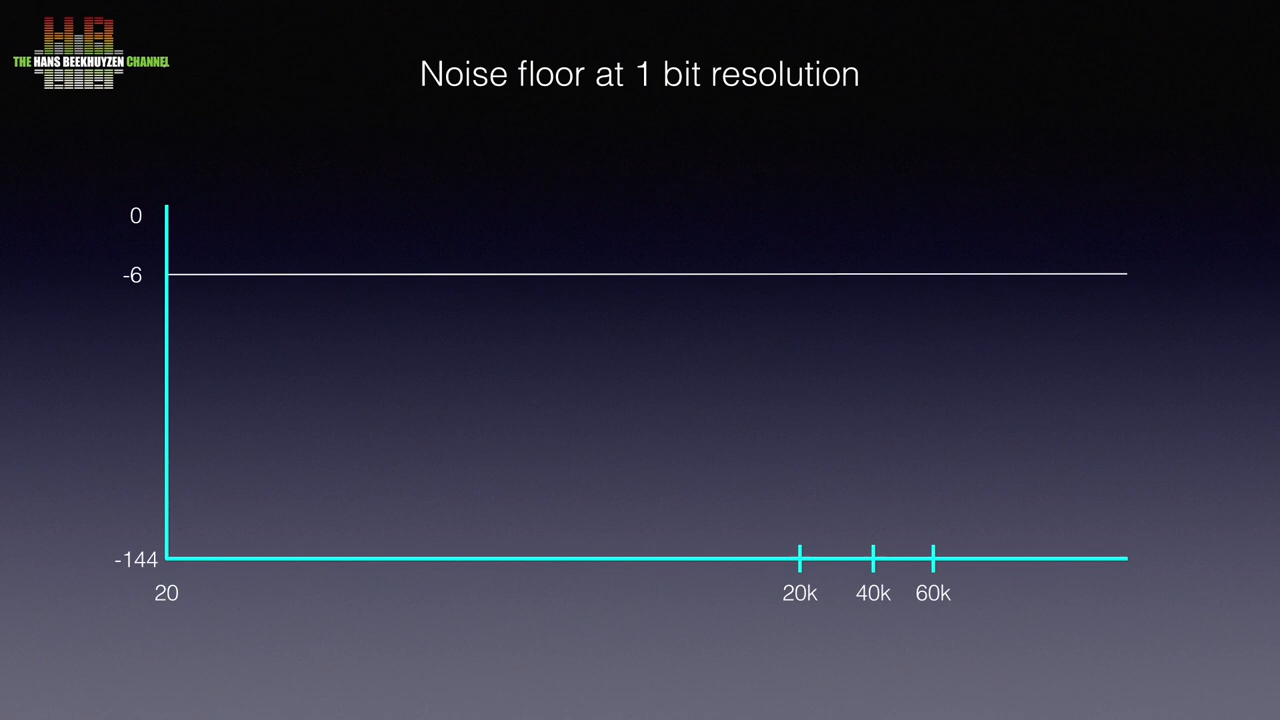 THE HANS BEEKHUYZEN CHANNEL
Noise floor at 1 bit resolution
0
-6
-144
20
20k
40k
60k